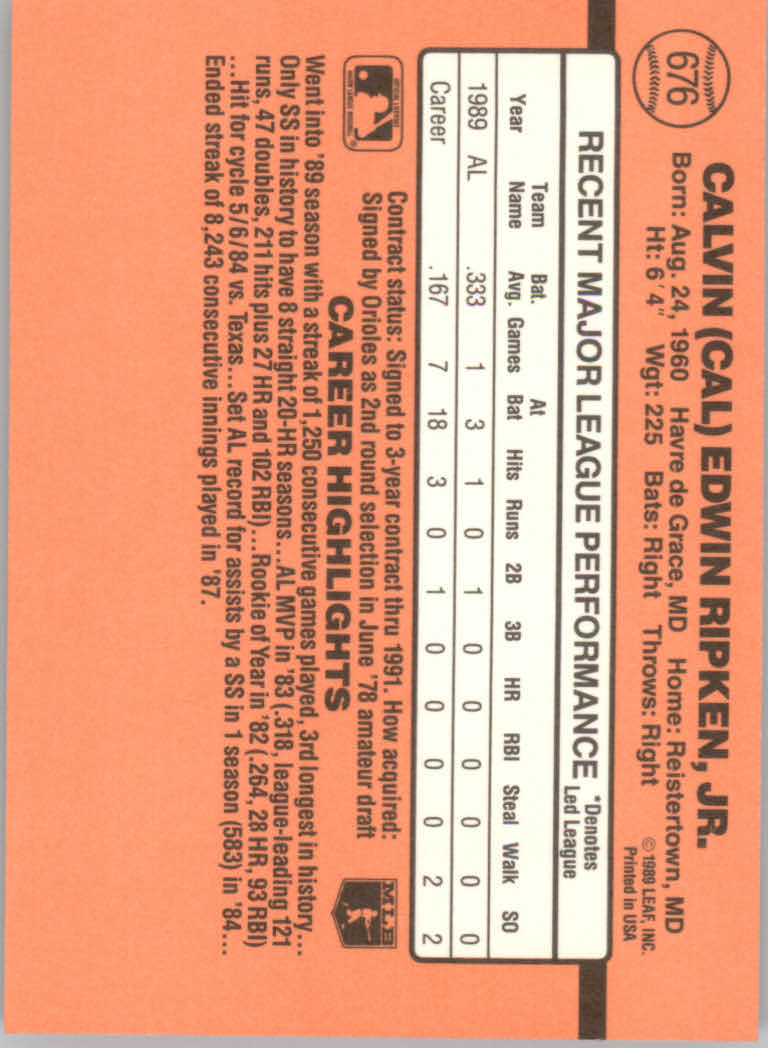 676
CALVIN (CAL) EDWIN RIPKEN, JR.
Born: Aug. 24, 1960 Havre de Grace, MD Home: Reistertown, MD
Ht: 6'4" Wgt: 225 Bats: Right Throws: Right
© 1989 LEAF, INC.
Printed in USA
RECENT MAJOR LEAGUE PERFORMANCE *Denotes Led League
Year Team Name Bat. Avg. Games At Bat Hits Runs 2B 3B HR RBI Steal Walk SO
1989 AL .333 1 3 1 0 1 0 0 0 0 0 0
Career .167 7 18 3 0 1 0 0 0 0 2 2
Contract status: Signed to 3-year contract thru 1991. How acquired:
Signed by Orioles as 2nd round selection in June '78 amateur draft
MLB
CAREER HIGHLIGHTS
Went into '89 season with a streak of 1,250 consecutive games played, 3rd longest in history...
Only SS in history to have 8 straight 20-HR seasons...AL MVP in '83 (.318, league-leading 121
runs, 47 doubles, 211 hits plus 27 HR and 102 RBI)...Rookie of Year in '82 (.264, 28 HR, 93 RBI)
...Hit for cycle 5/6/84 vs. Texas...Set AL record for assists by a SS in 1 season (583) in '84...
Ended streak of 8,243 consecutive innings played in '87.